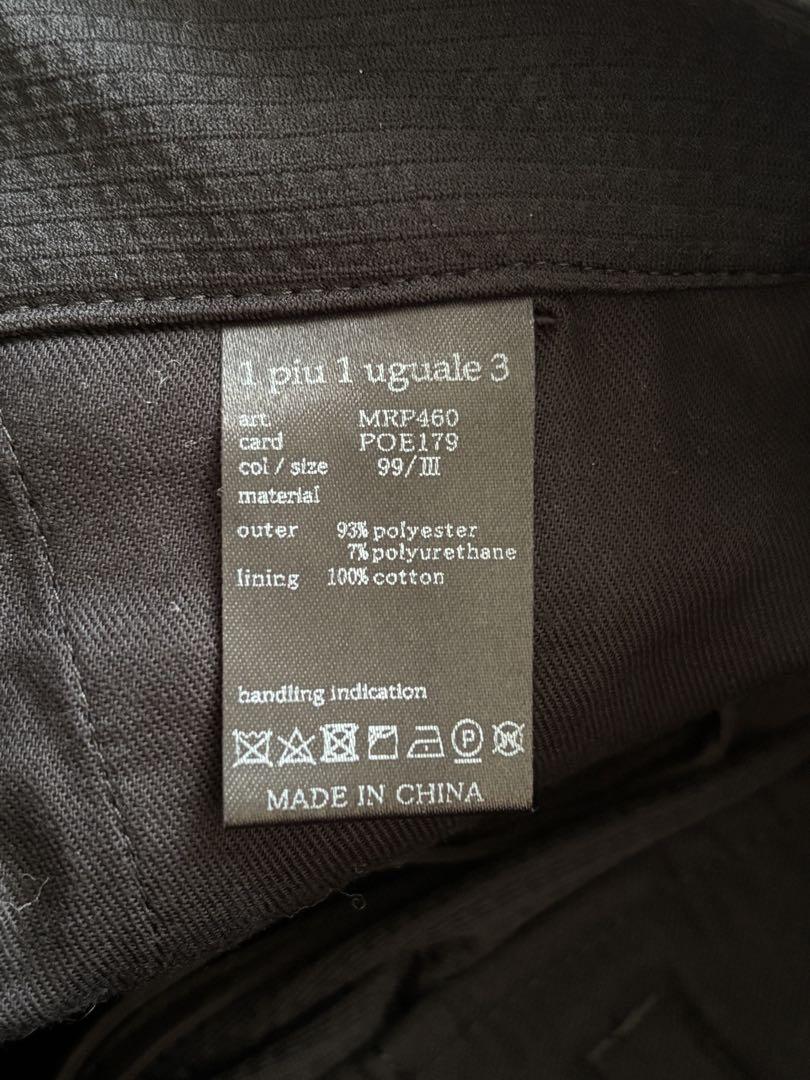 1 piu 1 uguale 3
art. MRP460
card POE179
col / size 99/Ⅲ
material
outer 93% polyester
7% polyurethane
lining 100% cotton
handling indication
P W
MADE IN CHINA